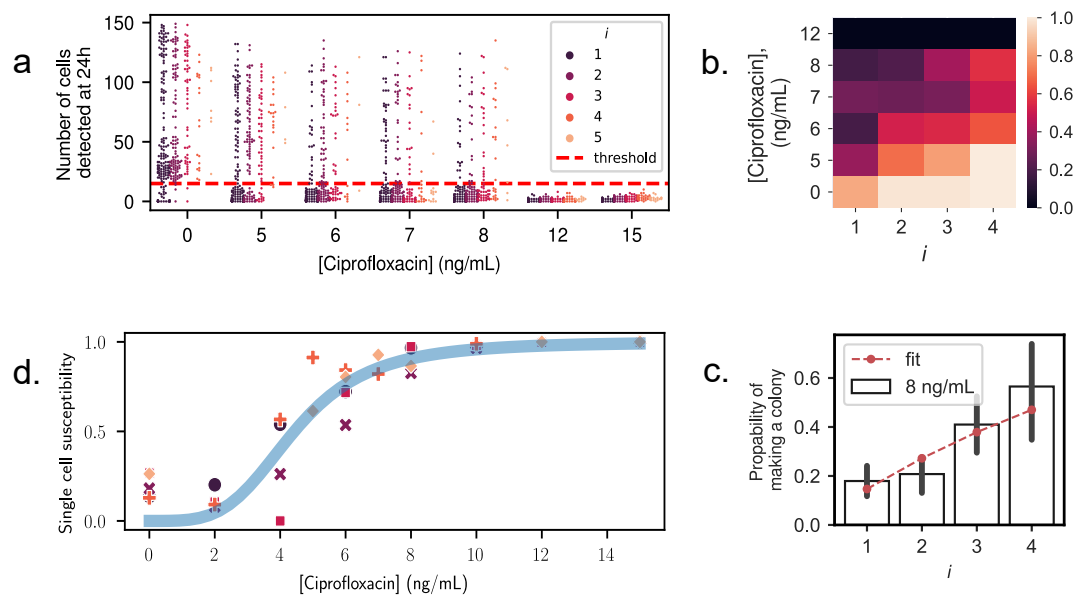 a
Number of cells
detected at 24h
150
100
50
0
i
1
2
3
4
5
threshold
0 5 6 7 8 12 15
[Ciprofloxacin] (ng/mL)
b.
[Ciprofloxacin],
(ng/mL)
12
8
7
6
5
0
1 2 3 4
i
1.0
0.8
0.6
0.4
0.2
0.0
d.
Single cell susceptibility
1.0
0.5
0.0
0 2 4 6 8 10 12 14
[Ciprofloxacin] (ng/mL)
c.
Propability of
making a colony
0.6
0.4
0.2
0.0
fit
8 ng/mL
1 2 3 4
i